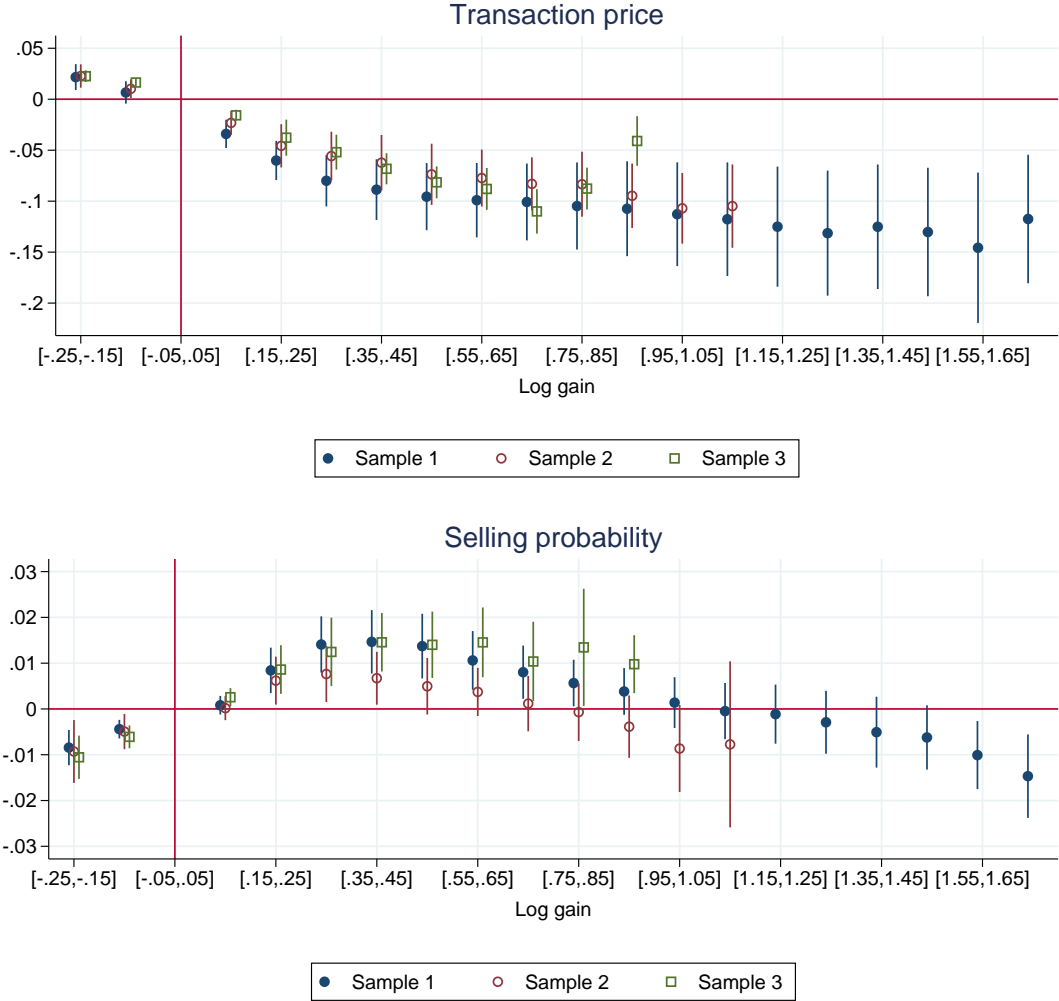 Transaction price
.05
0
-.05
-.1
-.15
-.2
[-.25,-.15] [-.05,.05] [.15,.25] [.35,.45] [.55,.65] [.75,.85] [.95,1.05] [1.15,1.25] [1.35,1.45] [1.55,1.65]
Log gain
Sample 1 Sample 2 Sample 3
Selling probability
.03
.02
.01
0
-.01
-.02
-.03
[-.25,-.15] [-.05,.05] [.15,.25] [.35,.45] [.55,.65] [.75,.85] [.95,1.05] [1.15,1.25] [1.35,1.45] [1.55,1.65]
Log gain
Sample 1 Sample 2 Sample 3